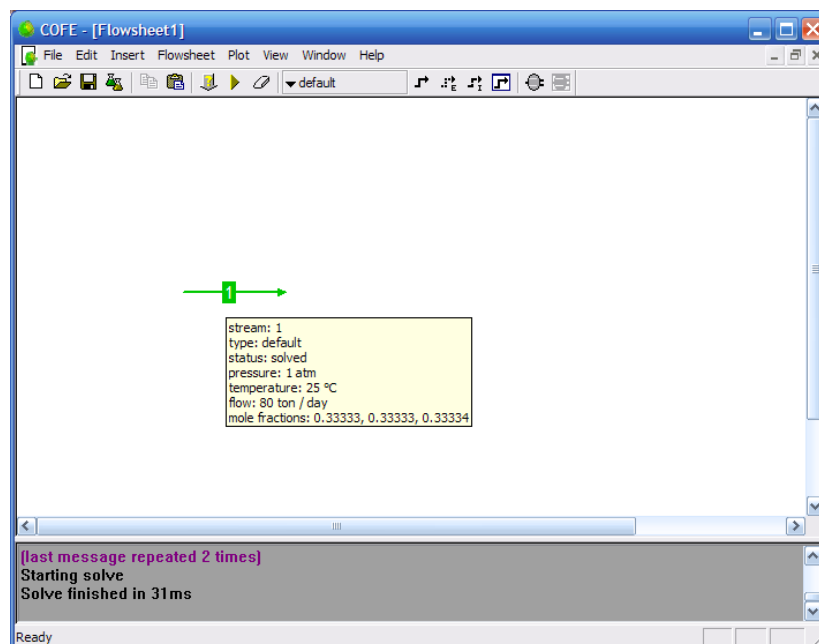 COFE - [Flowsheet1]
File Edit Insert Flowsheet Plot View Window Help
default
1
stream: 1
type: default
status: solved
pressure: 1 atm
temperature: 25 °C
flow: 80 ton / day
mole fractions: 0.33333, 0.33333, 0.33334
(last message repeated 2 times)
Starting solve
Solve finished in 31ms
Ready